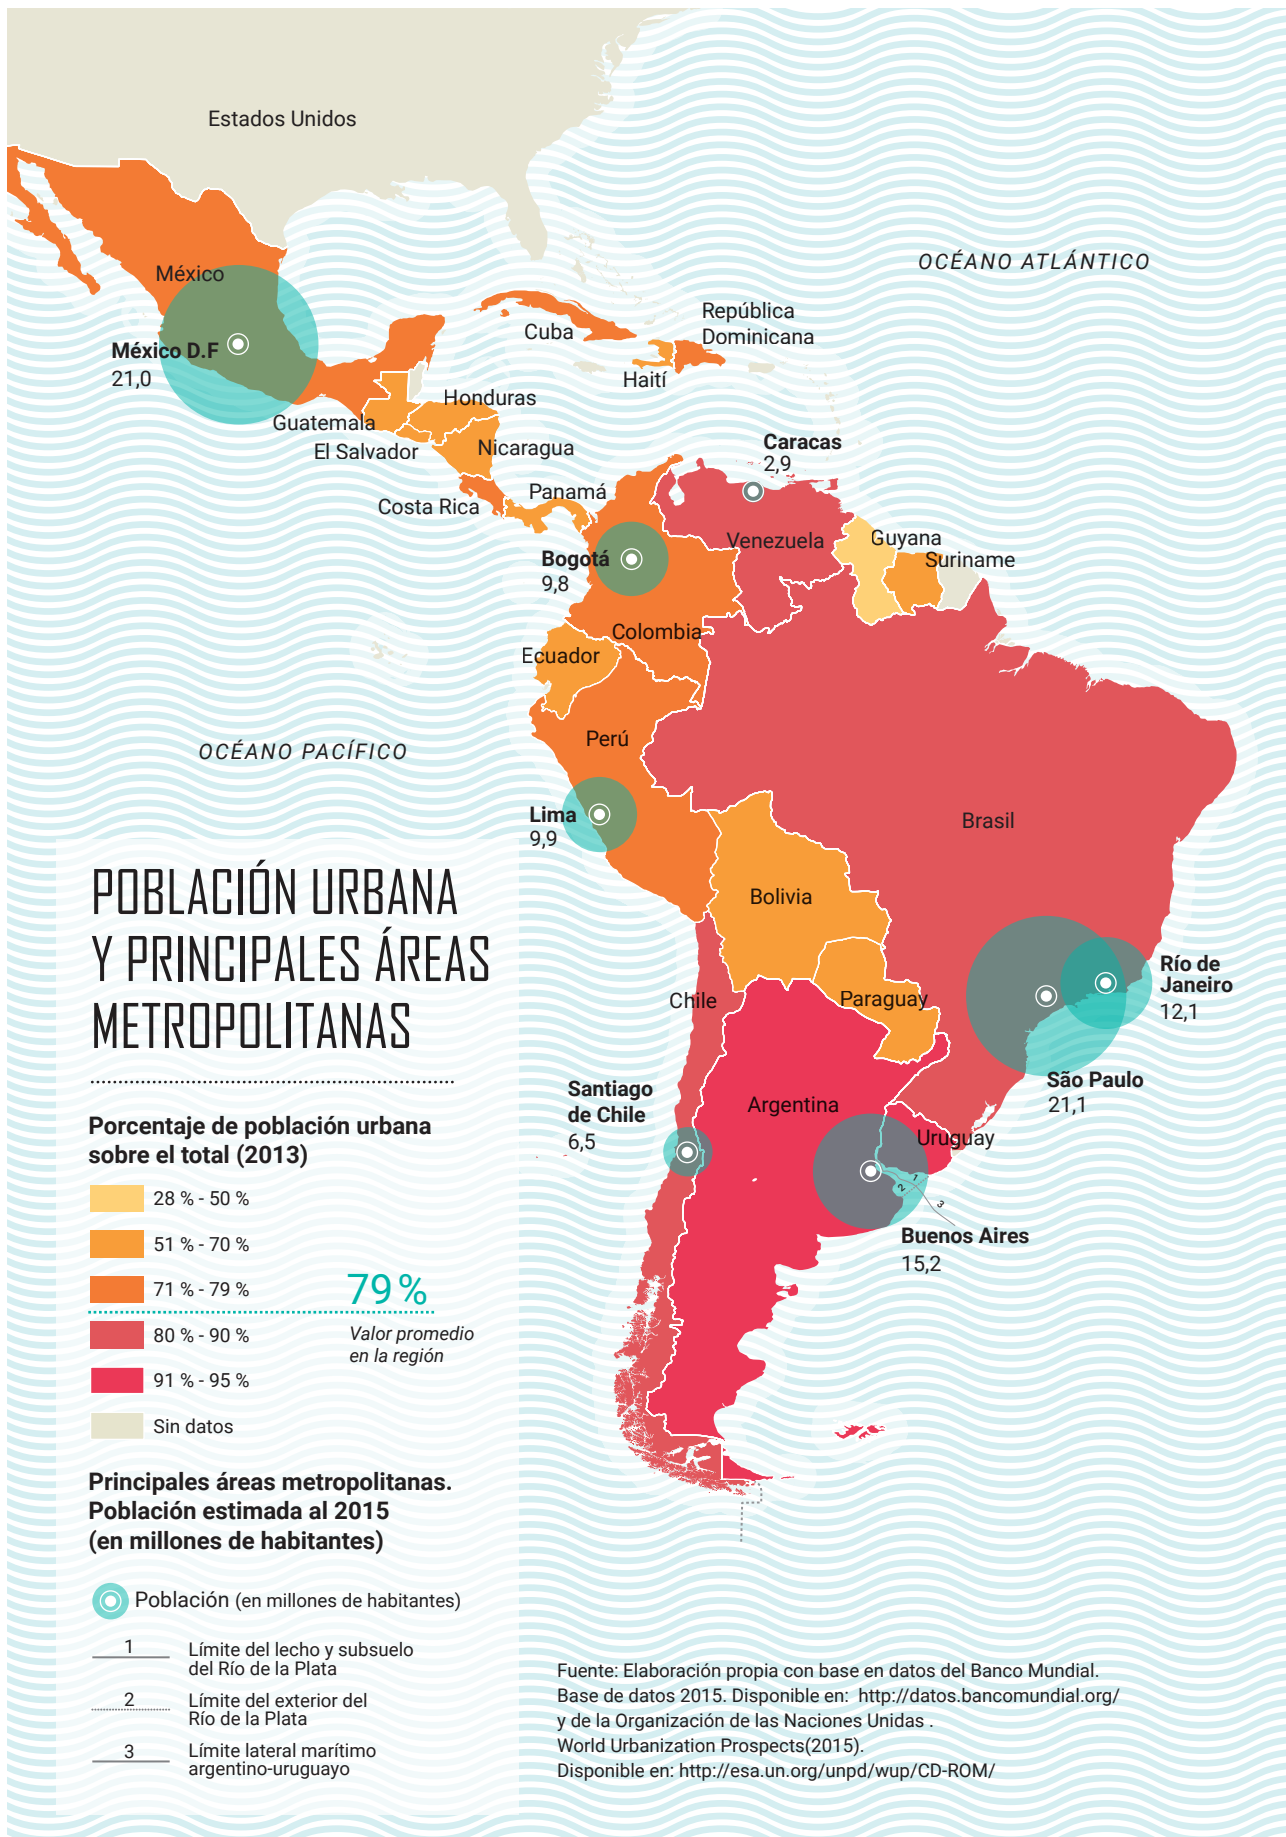 Estados Unidos
OCÉANO ATLÁNTICO
México
México D.F
21,0
Cuba
República
Dominicana
Haití
Honduras
Guatemala
El Salvador
Nicaragua
Costa Rica
Panamá
Caracas
2,9
Venezuela
Guyana
Suriname
Bogotá
9,8
Colombia
Ecuador
OCÉANO PACÍFICO
Perú
Lima
9,9
Brasil
Bolivia
Paraguay
Chile
Río de
Janeiro
12,1
São Paulo
21,1
Santiago
de Chile
6,5
Argentina
Uruguay
1
2
3
Buenos Aires
15,2
POBLACIÓN URBANA
Y PRINCIPALES ÁREAS
METROPOLITANAS
Porcentaje de población urbana
sobre el total (2013)
28 % - 50 %
51 % - 70 %
71 % - 79 %
79 %
80 % - 90 %
Valor promedio
en la región
91 % - 95 %
Sin datos
Principales áreas metropolitanas.
Población estimada al 2015
(en millones de habitantes)
Población (en millones de habitantes)
1 Límite del lecho y subsuelo
del Río de la Plata
2 Límite del exterior del
Río de la Plata
3 Límite lateral marítimo
argentino-uruguayo
Fuente: Elaboración propia con base en datos del Banco Mundial.
Base de datos 2015. Disponible en: http://datos.bancomundial.org/
y de la Organización de las Naciones Unidas .
World Urbanization Prospects(2015).
Disponible en: http://esa.un.org/unpd/wup/CD-ROM/